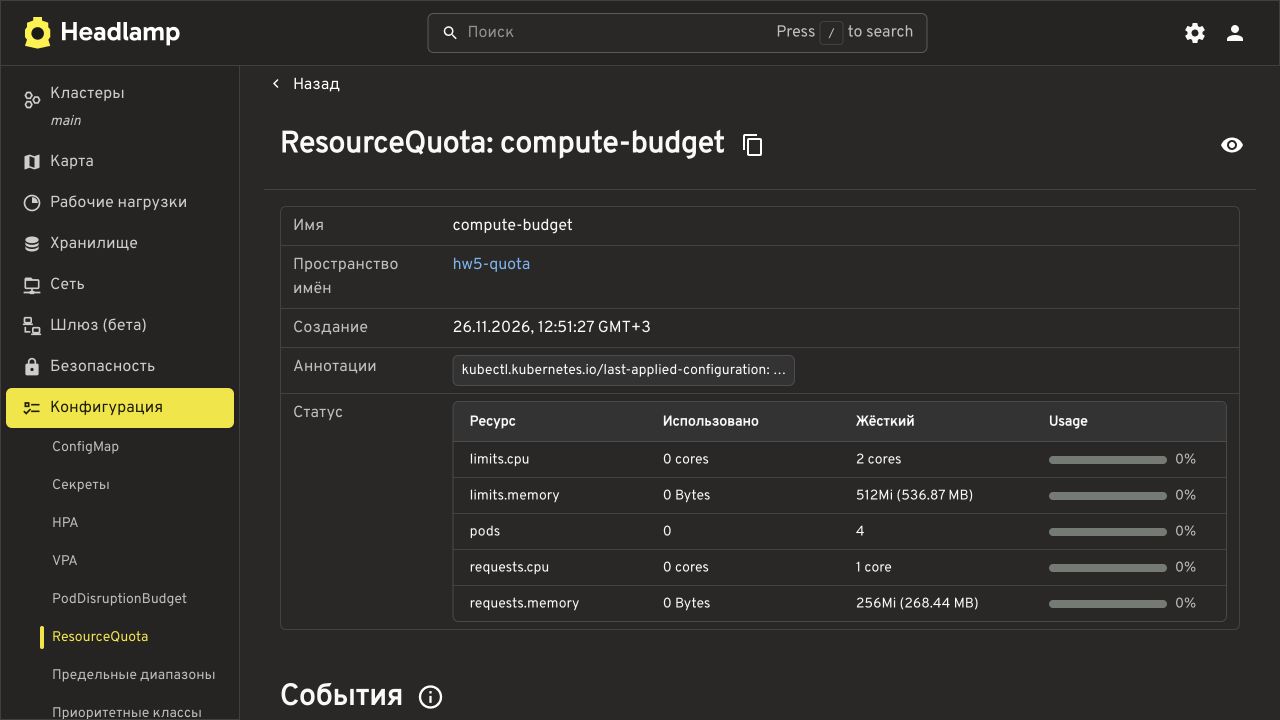 Headlamp
Поиск
Press / to search
Кластеры
main
Карта
Рабочие нагрузки
Хранилище
Сеть
Шлюз (бета)
Безопасность
Конфигурация
ConfigMap
Секреты
HPA
VPA
PodDisruptionBudget
ResourceQuota
Предельные диапазоны
Приоритетные классы
Назад
ResourceQuota: compute-budget
Имя compute-budget
Пространство имён hw5-quota
Создание 26.11.2026, 12:51:27 GMT+3
Аннотации kubectl.kubernetes.io/last-applied-configuration: …
Статус
Ресурс Использовано Жёсткий Usage
limits.cpu 0 cores 2 cores 0%
limits.memory 0 Bytes 512Mi (536.87 MB) 0%
pods 0 4 0%
requests.cpu 0 cores 1 core 0%
requests.memory 0 Bytes 256Mi (268.44 MB) 0%
События